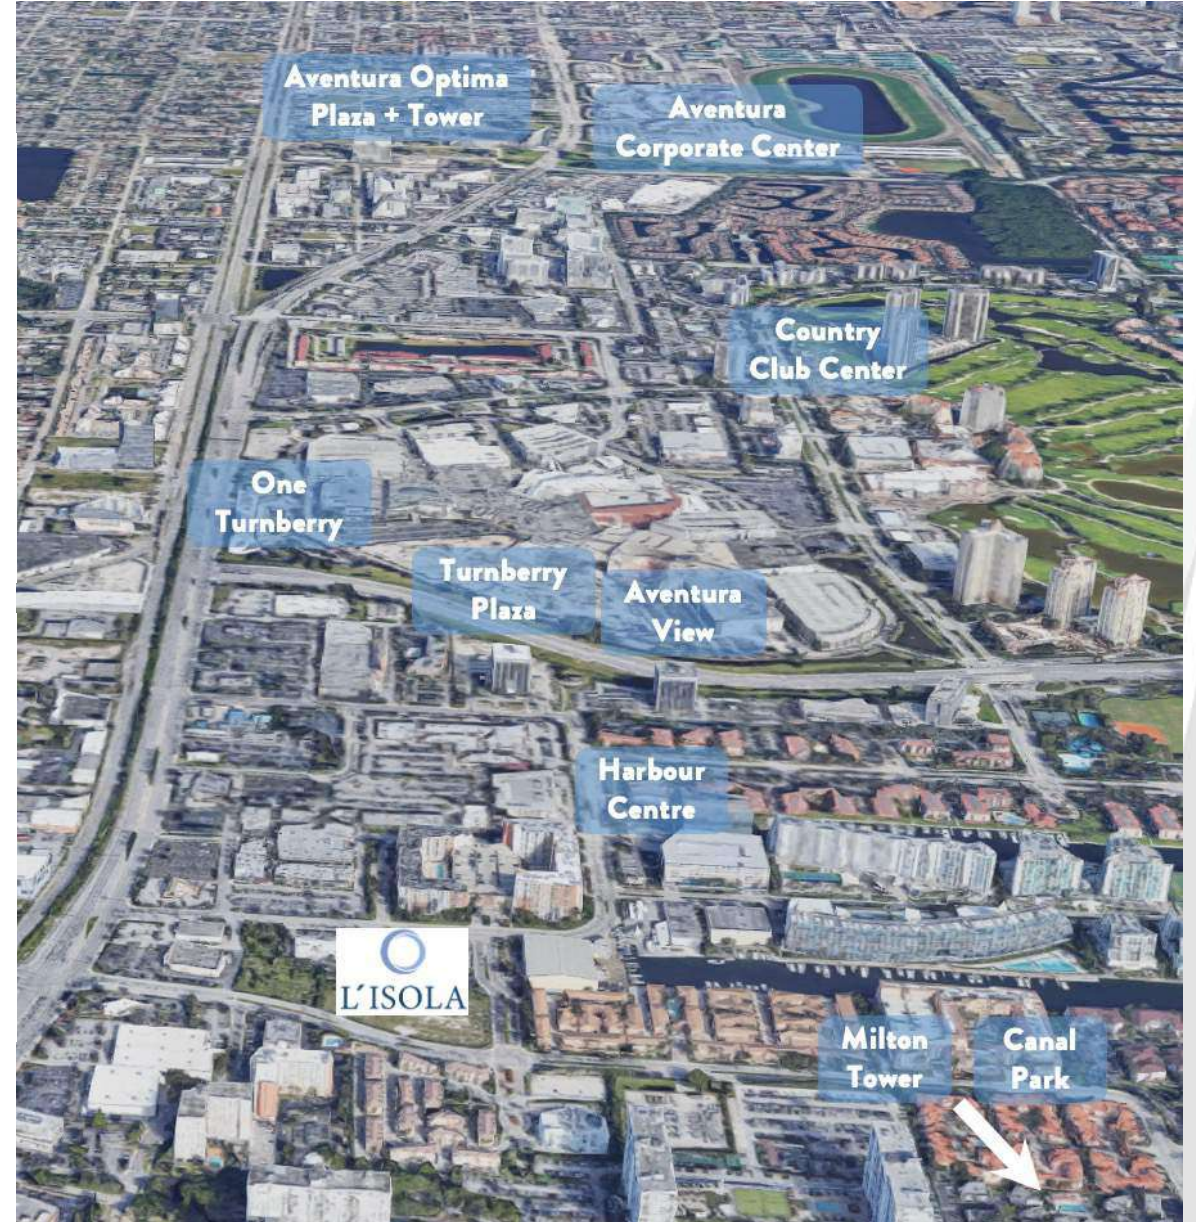 Aventura Optima
Plaza + Tower
Aventura
Corporate Center
Country
Club Center
One
Turnberry
Turnberry
Plaza
Aventura
View
Harbour
Centre
L´ISOLA
Milton
Tower
Canal
Park